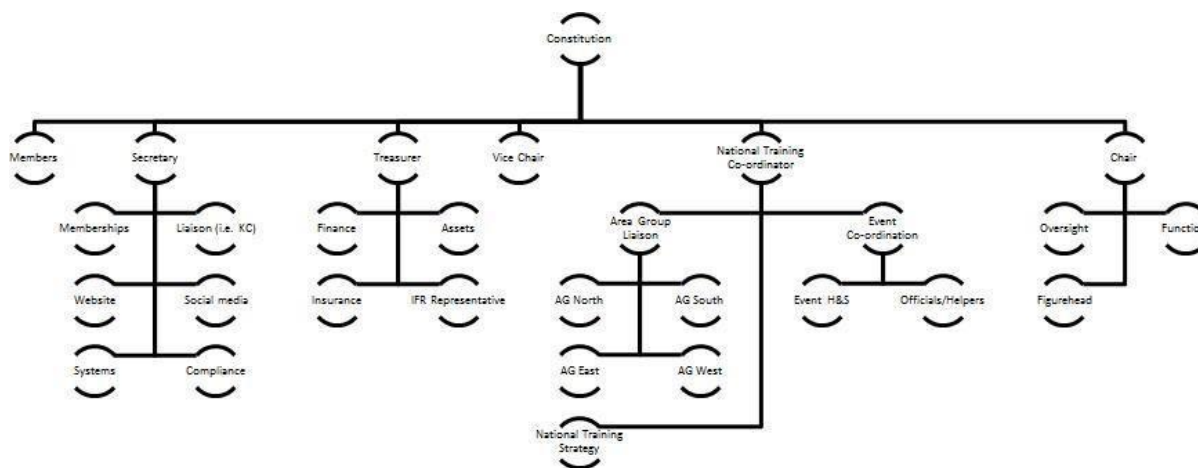 Constitution
Members
Secretary
Treasurer
Vice Chair
National Training
Co-ordinator
Chair
Memberships
Liaison (i.e. KC)
Finance
Assets
Area Group
Liaison
Event
Co-ordination
Oversight
Function
Website
Social media
Insurance
IFR Representative
AG North
AG South
Event H&S
Officials/Helpers
Figurehead
Systems
Compliance
AG East
AG West
National Training
Strategy